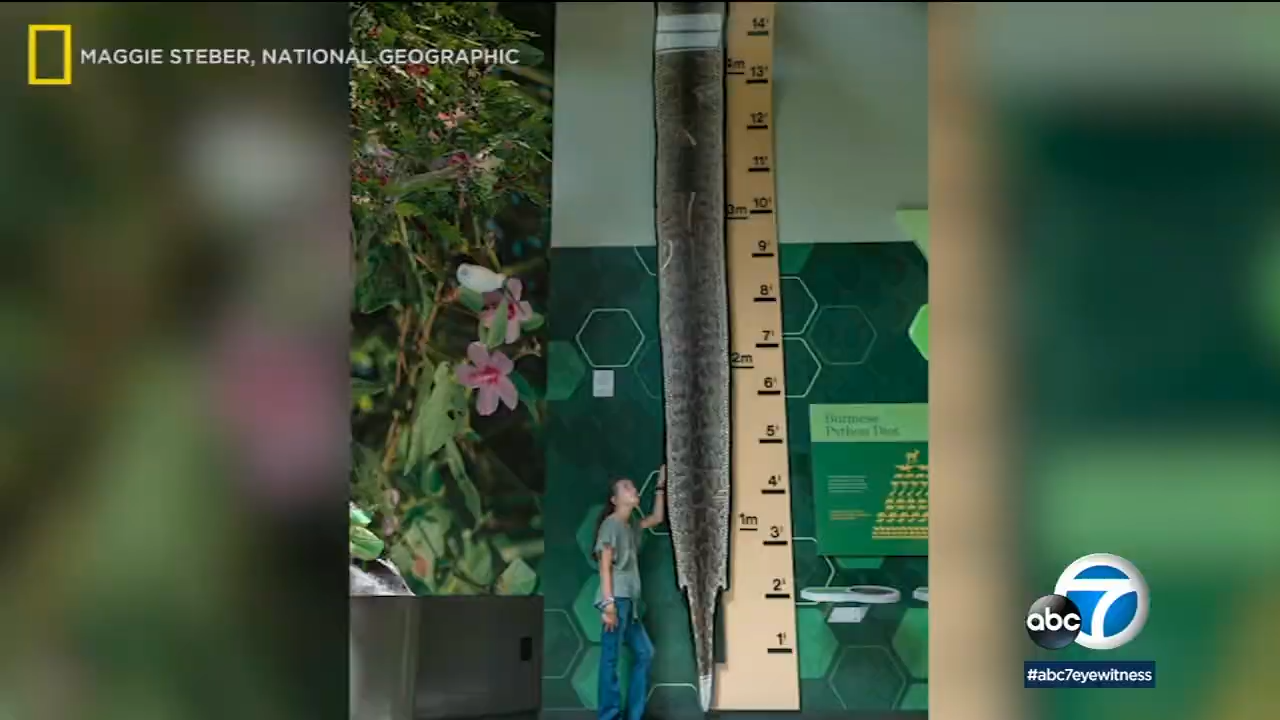 MAGGIE STEBER, NATIONAL GEOGRAPHIC
14'
13'
12'
11'
3m 10'
9'
8'
7'
2m
6'
5'
4'
1m
3'
2'
1'
Burmese
Python Diet
abc 7
#abc7eyewitness